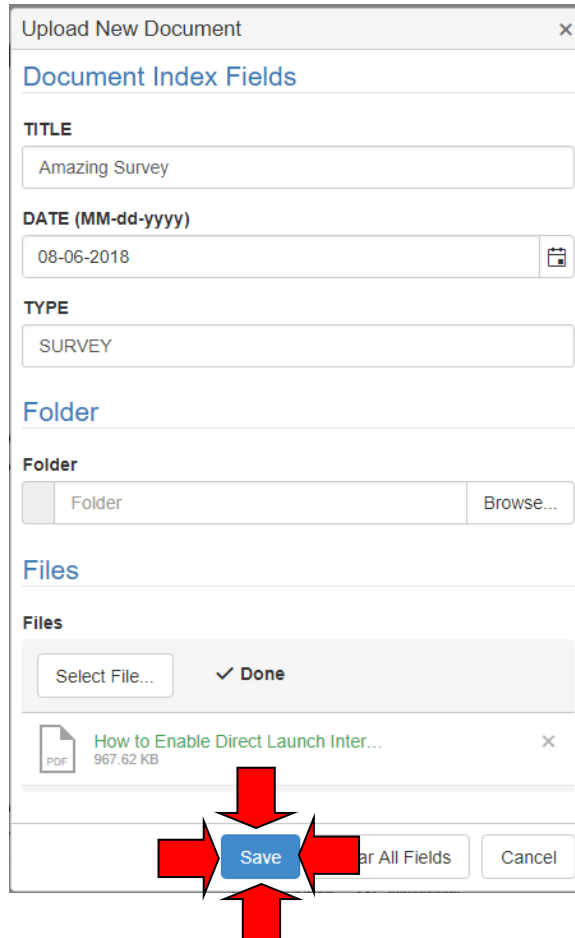 Upload New Document ×
Document Index Fields
TITLE
Amazing Survey
DATE (MM-dd-yyyy)
08-06-2018
TYPE
SURVEY
Folder
Folder
Folder Browse...
Files
Files
Select File... ✓ Done
How to Enable Direct Launch Inter...
PDF 967.62 KB
Save ar All Fields Cancel